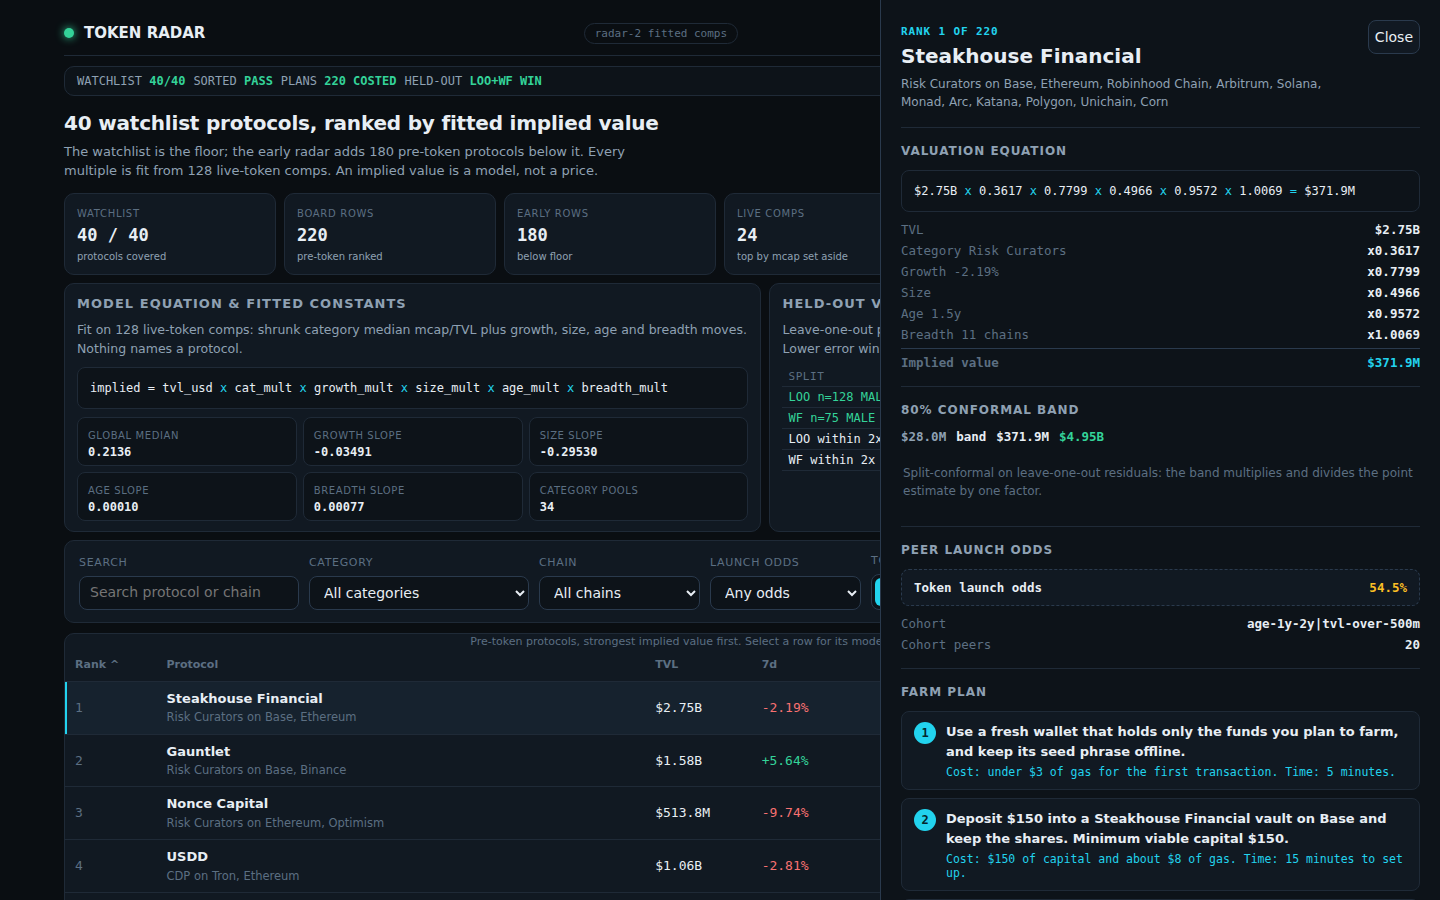 TOKEN RADAR
radar-2 fitted comps
WATCHLIST 40/40 SORTED PASS PLANS 220 COSTED HELD-OUT LOO+WF WIN
40 watchlist protocols, ranked by fitted implied value
The watchlist is the floor; the early radar adds 180 pre-token protocols below it. Every
multiple is fit from 128 live-token comps. An implied value is a model, not a price.
WATCHLIST
40 / 40
protocols covered
BOARD ROWS
220
pre-token ranked
EARLY ROWS
180
below floor
LIVE COMPS
24
top by mcap set aside
MODEL EQUATION & FITTED CONSTANTS
Fit on 128 live-token comps: shrunk category median mcap/TVL plus growth, size, age and breadth moves.
Nothing names a protocol.
implied = tvl_usd x cat_mult x growth_mult x size_mult x age_mult x breadth_mult
GLOBAL MEDIAN
0.2136
GROWTH SLOPE
-0.03491
SIZE SLOPE
-0.29530
AGE SLOPE
0.00010
BREADTH SLOPE
0.00077
CATEGORY POOLS
34
HELD-OUT V
Leave-one-out p
Lower error win
SPLIT
LOO n=128 MAL
WF n=75 MALE
LOO within 2x
WF within 2x
SEARCH
Search protocol or chain
CATEGORY
All categories
CHAIN
All chains
LAUNCH ODDS
Any odds
Pre-token protocols, strongest implied value first. Select a row for its mode
Rank ^ Protocol TVL 7d
1 Steakhouse Financial $2.75B -2.19%
Risk Curators on Base, Ethereum
2 Gauntlet $1.58B +5.64%
Risk Curators on Base, Binance
3 Nonce Capital $513.8M -9.74%
Risk Curators on Ethereum, Optimism
4 USDD $1.06B -2.81%
CDP on Tron, Ethereum
RANK 1 OF 220
Steakhouse Financial
Close
Risk Curators on Base, Ethereum, Robinhood Chain, Arbitrum, Solana,
Monad, Arc, Katana, Polygon, Unichain, Corn
VALUATION EQUATION
$2.75B x 0.3617 x 0.7799 x 0.4966 x 0.9572 x 1.0069 = $371.9M
TVL $2.75B
Category Risk Curators x0.3617
Growth -2.19% x0.7799
Size x0.4966
Age 1.5y x0.9572
Breadth 11 chains x1.0069
Implied value $371.9M
80% CONFORMAL BAND
$28.0M band $371.9M $4.95B
Split-conformal on leave-one-out residuals: the band multiplies and divides the point
estimate by one factor.
PEER LAUNCH ODDS
Token launch odds 54.5%
Cohort age-1y-2y|tvl-over-500m
Cohort peers 20
FARM PLAN
1 Use a fresh wallet that holds only the funds you plan to farm,
and keep its seed phrase offline.
Cost: under $3 of gas for the first transaction. Time: 5 minutes.
2 Deposit $150 into a Steakhouse Financial vault on Base and
keep the shares. Minimum viable capital $150.
Cost: $150 of capital and about $8 of gas. Time: 15 minutes to set
up.